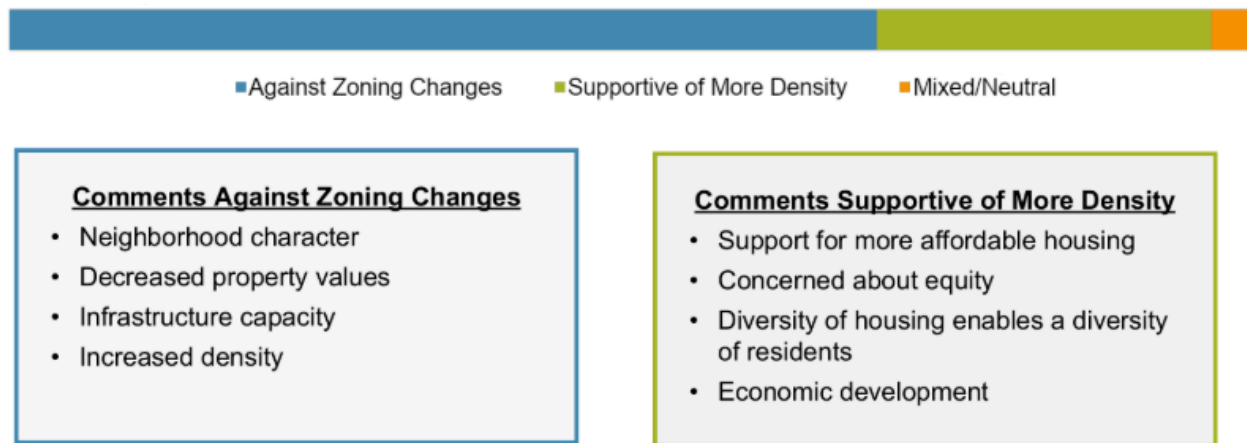 Against Zoning Changes Supportive of More Density Mixed/Neutral
Comments Against Zoning Changes
• Neighborhood character
• Decreased property values
• Infrastructure capacity
• Increased density
Comments Supportive of More Density
• Support for more affordable housing
• Concerned about equity
• Diversity of housing enables a diversity
of residents
• Economic development